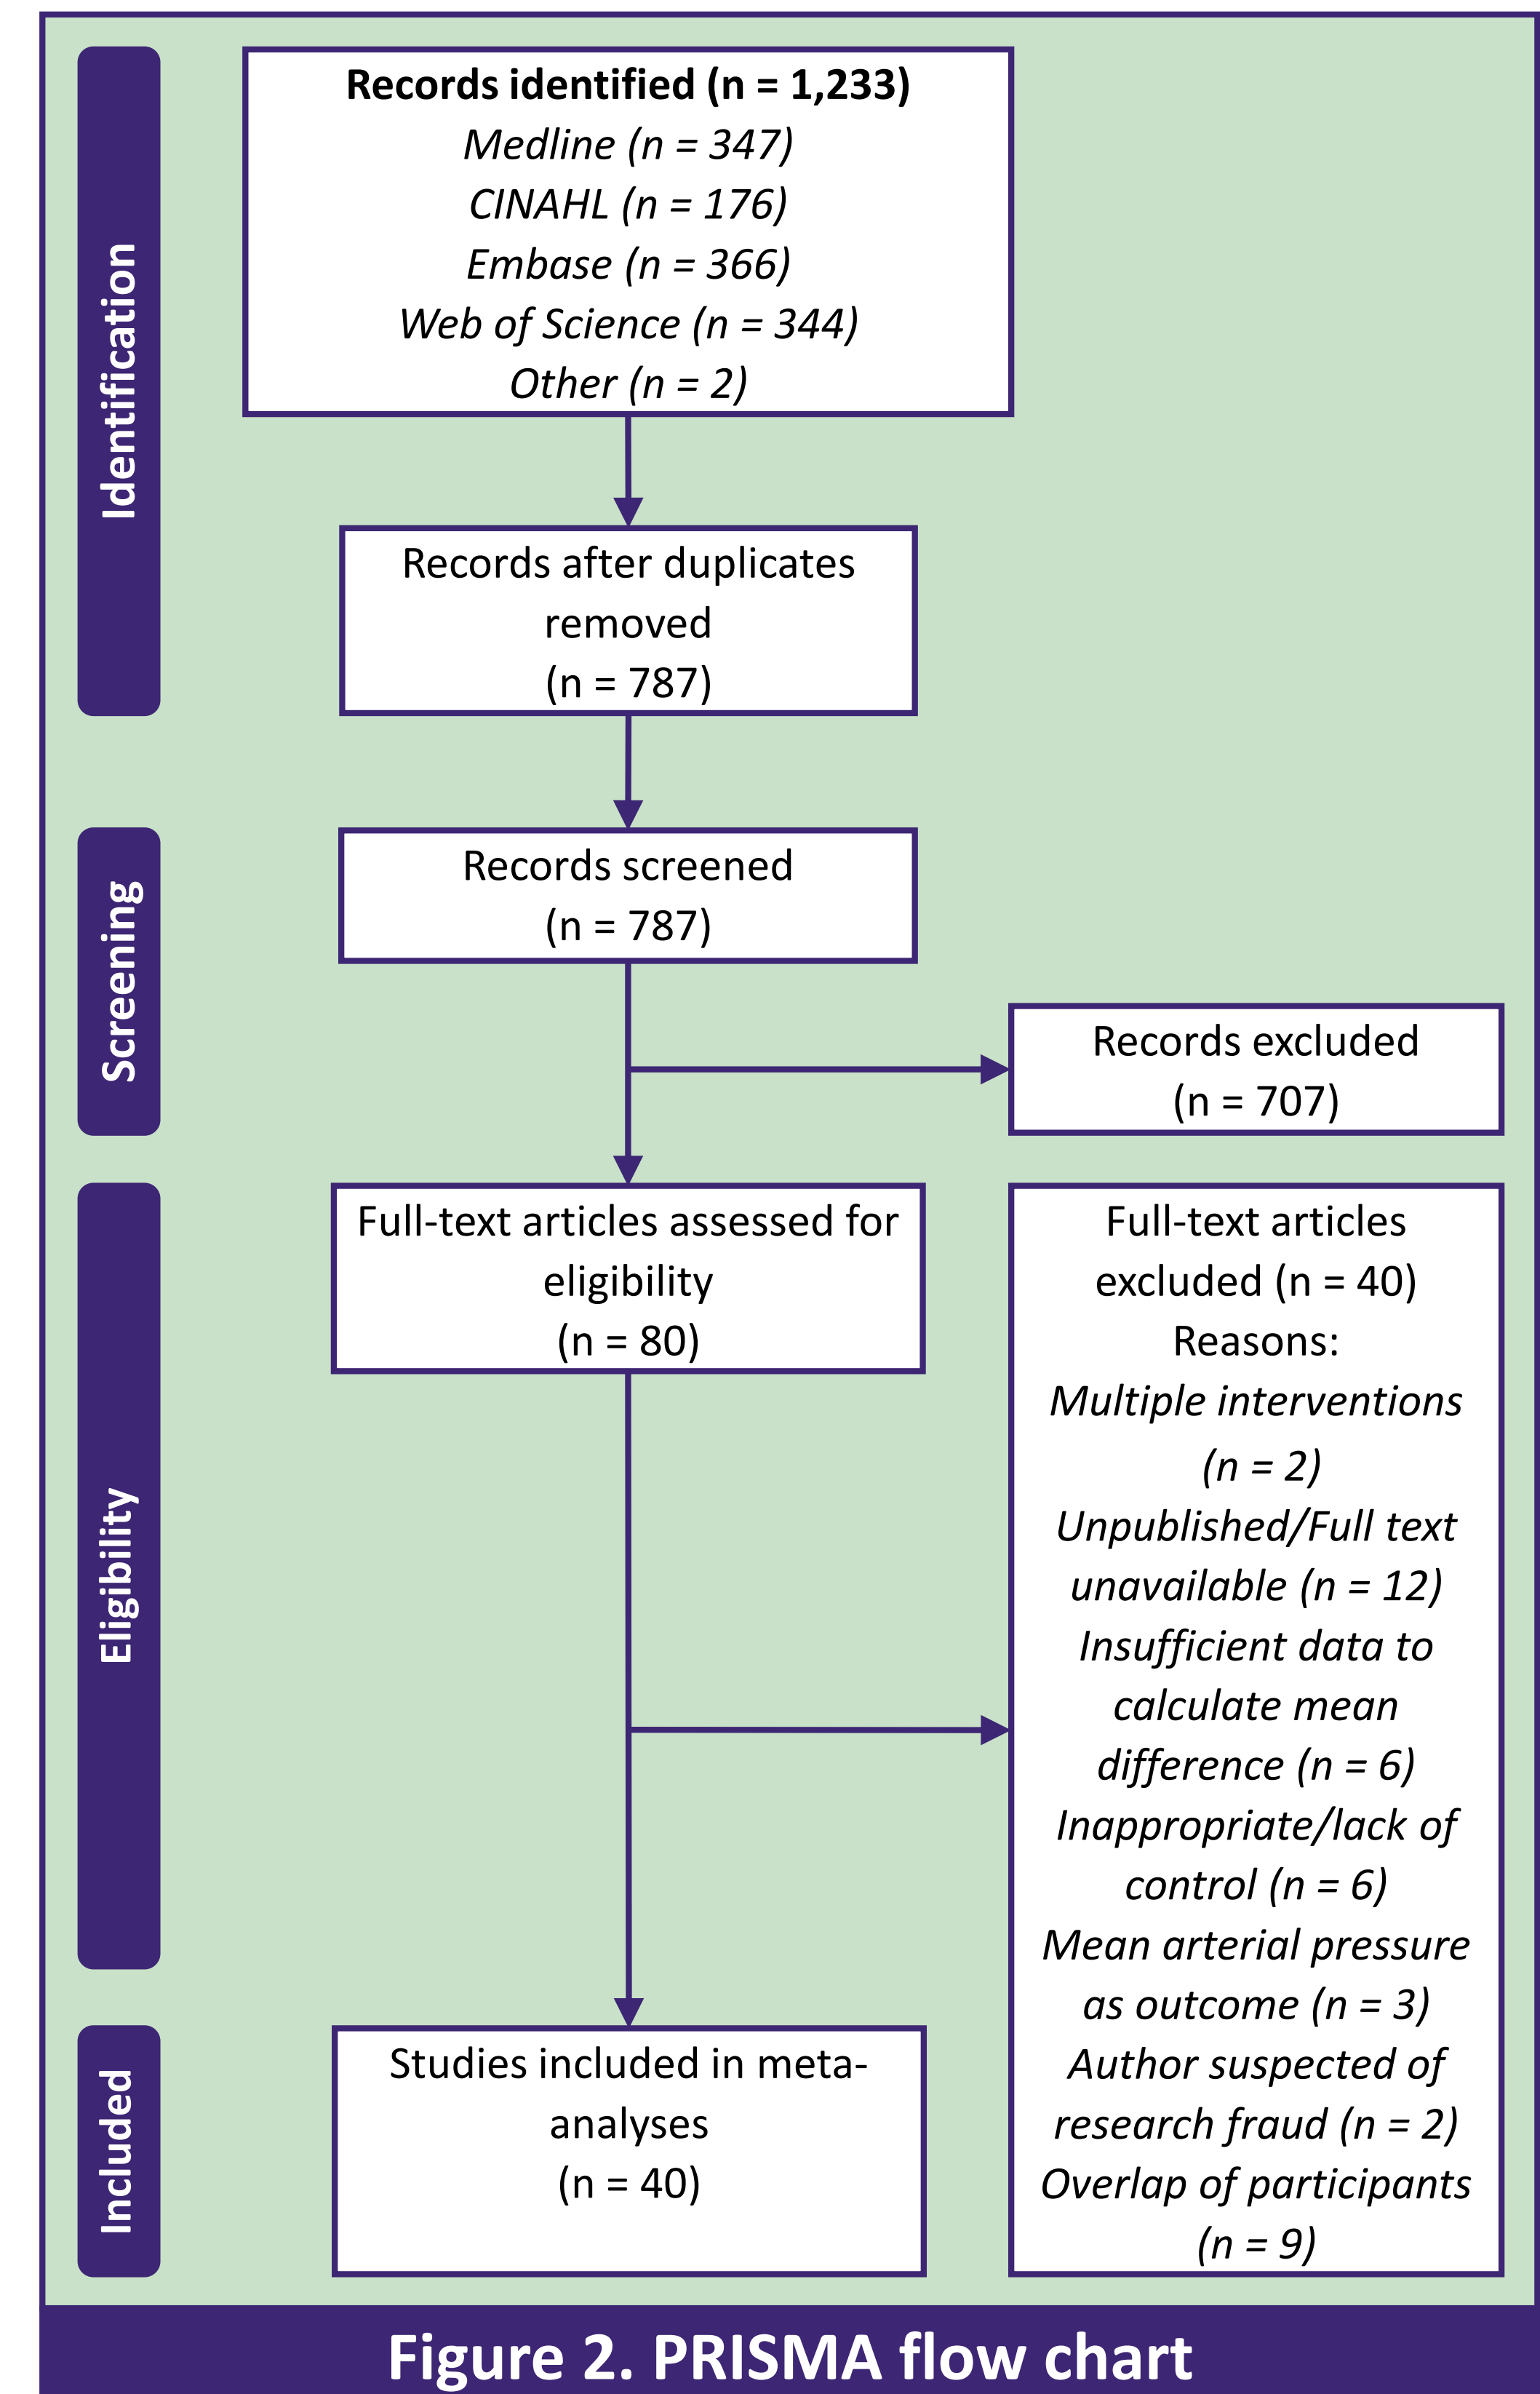 Identification
Records identified (n = 1,233)
Medline (n = 347)
CINAHL (n = 176)
Embase (n = 366)
Web of Science (n = 344)
Other (n = 2)
Records after duplicates
removed
(n = 787)
Screening
Records screened
(n = 787)
Records excluded
(n = 707)
Eligibility
Full-text articles assessed for
eligibility
(n = 80)
Full-text articles
excluded (n = 40)
Reasons:
Multiple interventions
(n = 2)
Unpublished/Full text
unavailable (n = 12)
Insufficient data to
calculate mean
difference (n = 6)
Inappropriate/lack of
control (n = 6)
Mean arterial pressure
as outcome (n = 3)
Author suspected of
research fraud (n = 2)
Overlap of participants
(n = 9)
Included
Studies included in meta-
analyses
(n = 40)
Figure 2. PRISMA flow chart